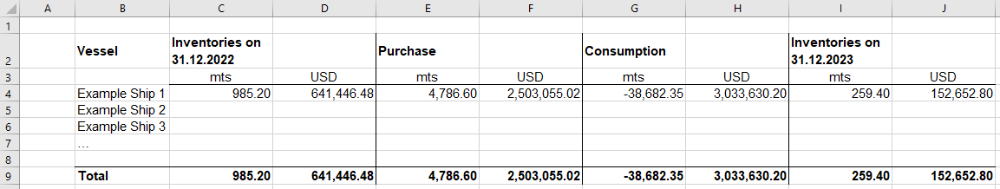 A B C D E F G H I J
1
2 Vessel Inventories on 31.12.2022 Purchase Consumption Inventories on 31.12.2023
3 mts USD mts USD mts USD mts USD
4 Example Ship 1 985.20 641,446.48 4,786.60 2,503,055.02 -38,682.35 3,033,630.20 259.40 152,652.80
5 Example Ship 2
6 Example Ship 3
7 ...
8
9 Total 985.20 641,446.48 4,786.60 2,503,055.02 -38,682.35 3,033,630.20 259.40 152,652.80